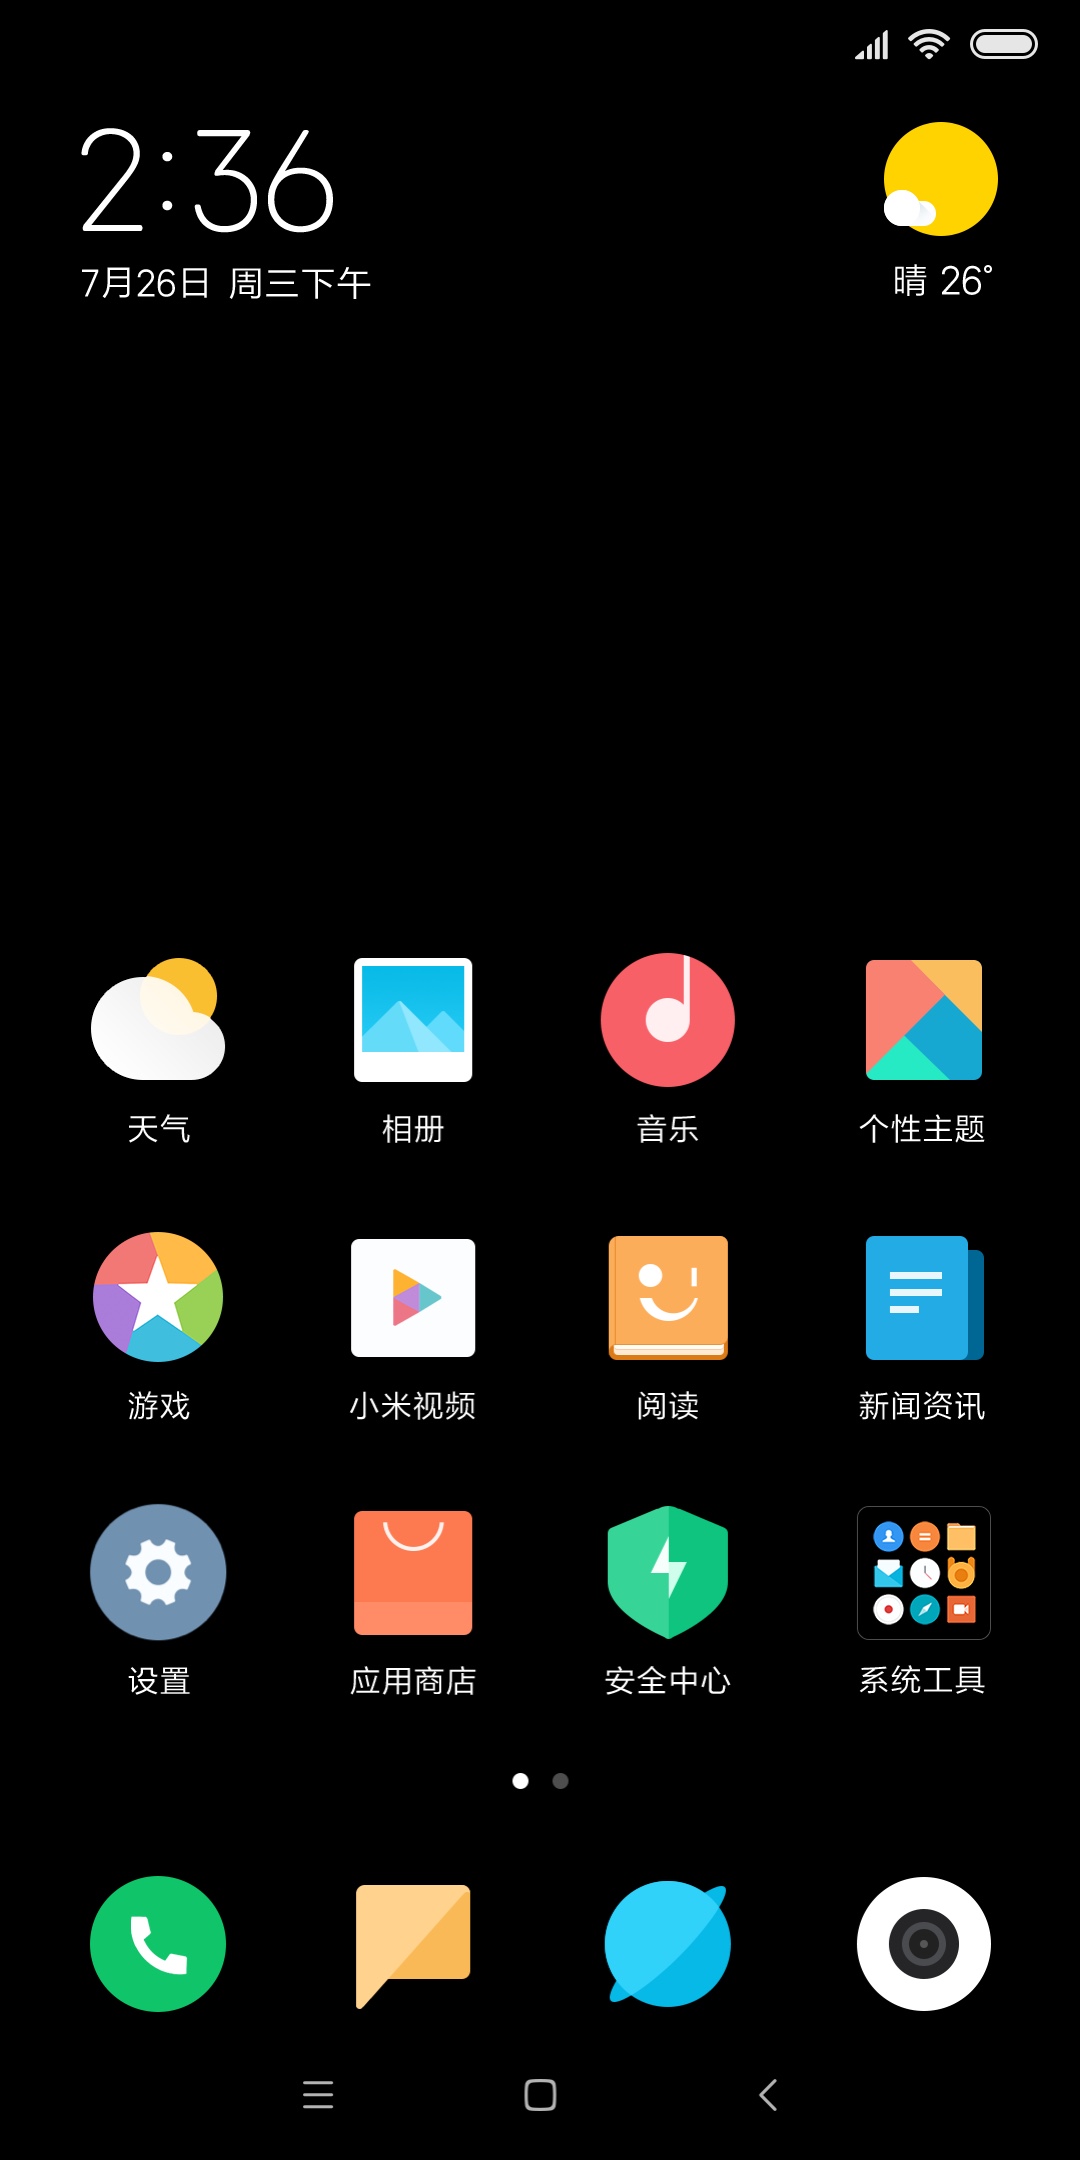 2:36
7月26日 周三下午
晴 26°
天气 相册 音乐 个性主题
游戏 小米视频 阅读 新闻资讯
设置 应用商店 安全中心 系统工具